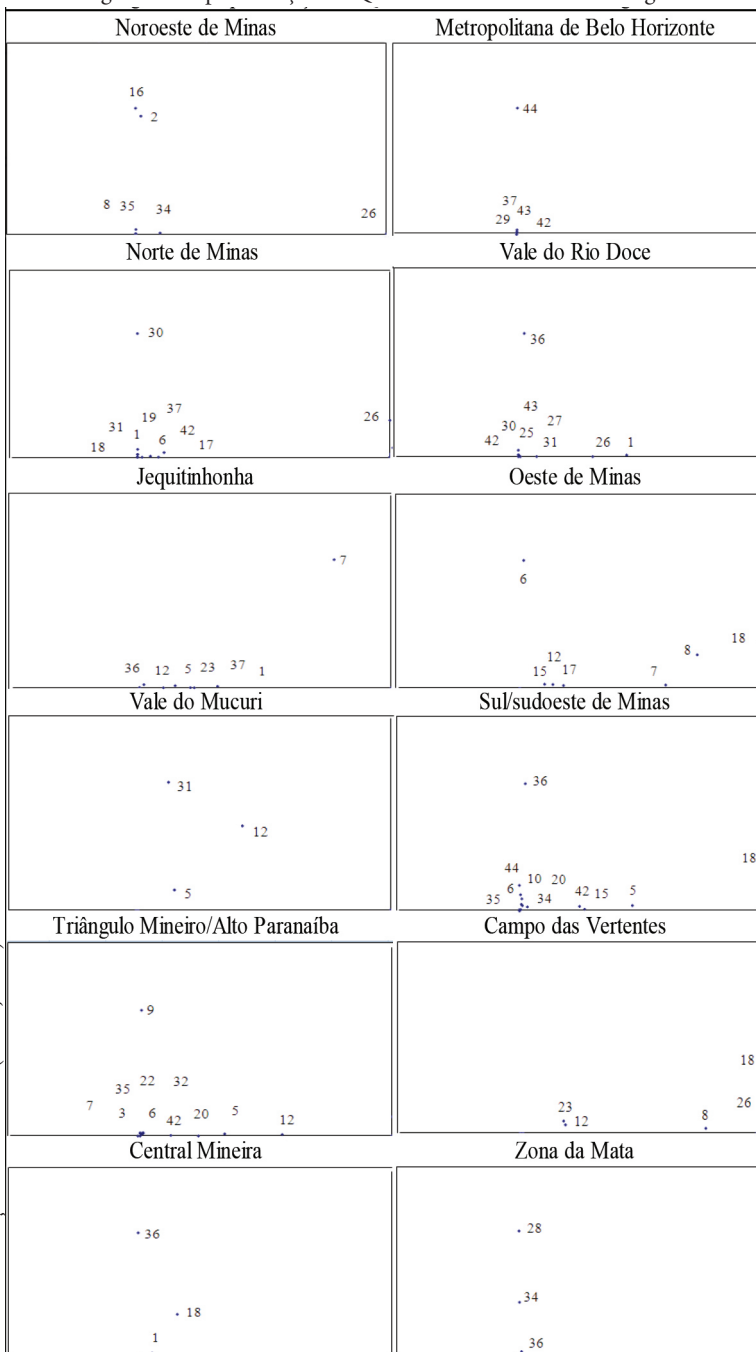 Noroeste de Minas
16
2
8 35 34
26
Metropolitana de Belo Horizonte
44
37
43
29 42
Norte de Minas
30
37
19
26
31
42
1
6
18 17
Vale do Rio Doce
36
43
27
30
25
42 31 26 1
Jequitinhonha
7
36 12 5 23 37 1
Oeste de Minas
6
18
8
12
15 17 7
Vale do Mucuri
31
12
5
Sul/sudoeste de Minas
36
18
44
10 20
6 42 15 5
35 34
Triângulo Mineiro/Alto Paranaíba
9
22 32
35
7
3 6 20 5
42 12
Campo das Vertentes
18
26
23
8
12
Central Mineira
36
18
1
Zona da Mata
28
34
36